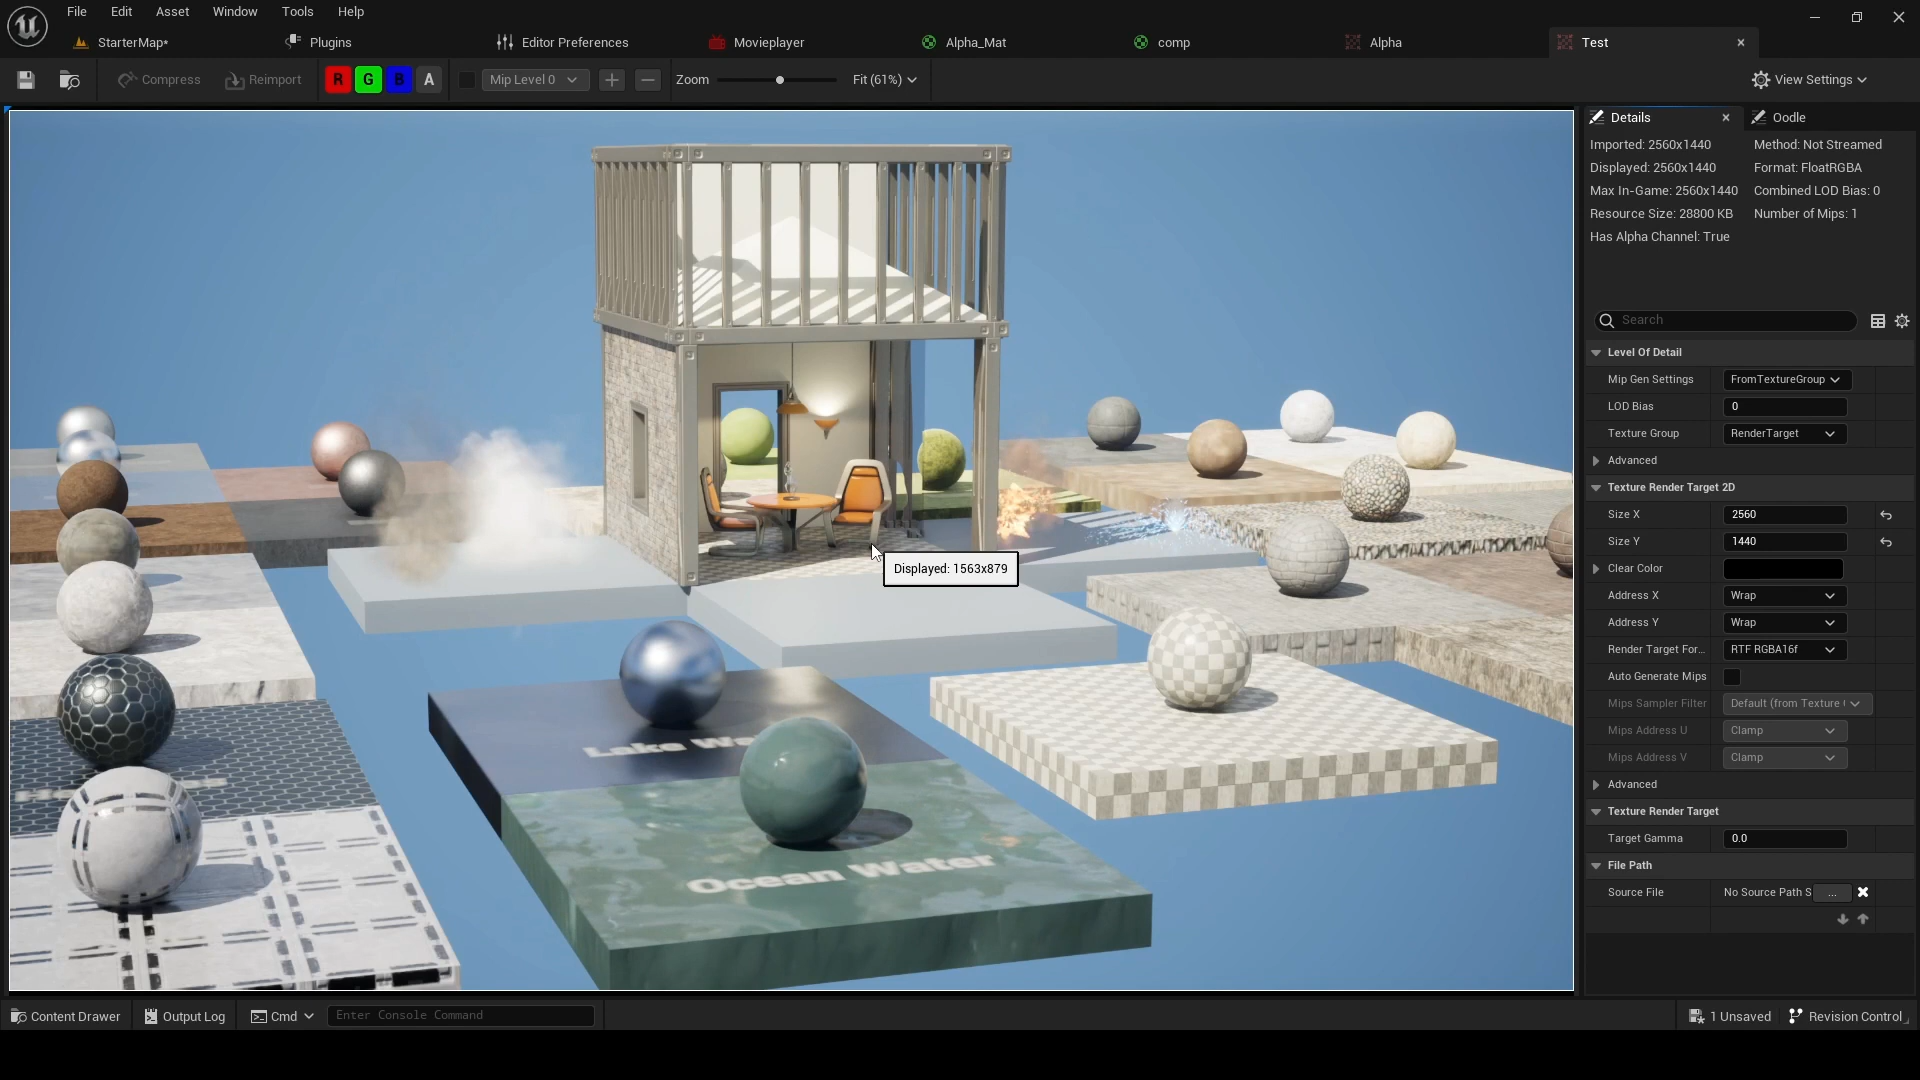 File Edit Asset Window Tools Help
StarterMap* Plugins Editor Preferences Movieplayer Alpha_Mat comp Alpha Test
Compress Reimport R G B A Mip Level 0 Zoom Fit (61%) View Settings
Details Oodle
Imported: 2560x1440 Method: Not Streamed
Displayed: 2560x1440 Format: FloatRGBA
Max In-Game: 2560x1440 Combined LOD Bias: 0
Resource Size: 28800 KB Number of Mips: 1
Has Alpha Channel: True
Search
Level Of Detail
Mip Gen Settings FromTextureGroup
LOD Bias 0
Texture Group RenderTarget
Advanced
Texture Render Target 2D
Size X 2560
Size Y 1440
Clear Color
Address X Wrap
Address Y Wrap
Render Target For... RTF RGBA16f
Auto Generate Mips
Mips Sampler Filter Default (from Texture
Mips Address U Clamp
Mips Address V Clamp
Advanced
Texture Render Target
Target Gamma 0.0
File Path
Source File No Source Path S ...
Displayed: 1563x879
Lake
Ocean Water
Content Drawer Output Log Cmd Enter Console Command 1 Unsaved Revision Control